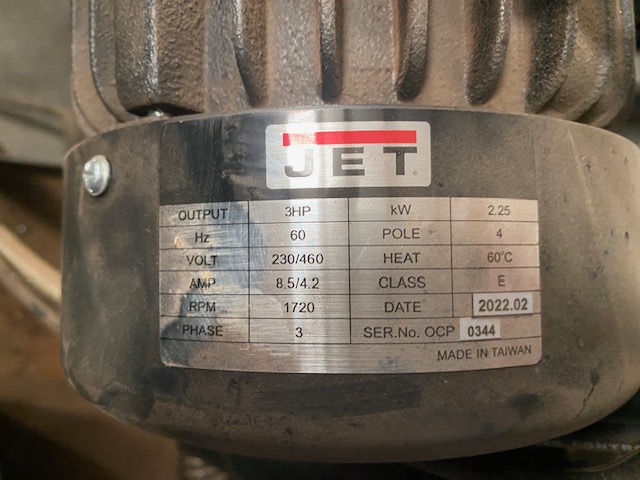 JET
OUTPUT 3HP kW 2.25
Hz 60 POLE 4
VOLT 230/460 HEAT 60°C
AMP 8.5/4.2 CLASS E
RPM 1720 DATE 2022.02
PHASE 3 SER.No. OCP 0344
MADE IN TAIWAN